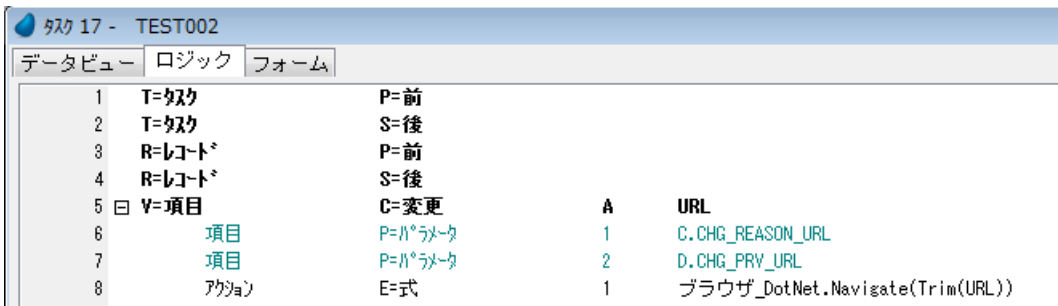 ﾀｽｸ 17 - TEST002
データビュー ロジック フォーム
1 T=ﾀｽｸ P=前
2 T=ﾀｽｸ S=後
3 R=ﾚｺｰﾄﾞ P=前
4 R=ﾚｺｰﾄﾞ S=後
5 V=項目 C=変更 A URL
6 項目 P=ﾊﾟﾗﾒｰﾀ 1 C.CHG_REASON_URL
7 項目 P=ﾊﾟﾗﾒｰﾀ 2 D.CHG_PRV_URL
8 ｱｸｼｮﾝ E=式 1 ブラウザ_DotNet.Navigate(Trim(URL))